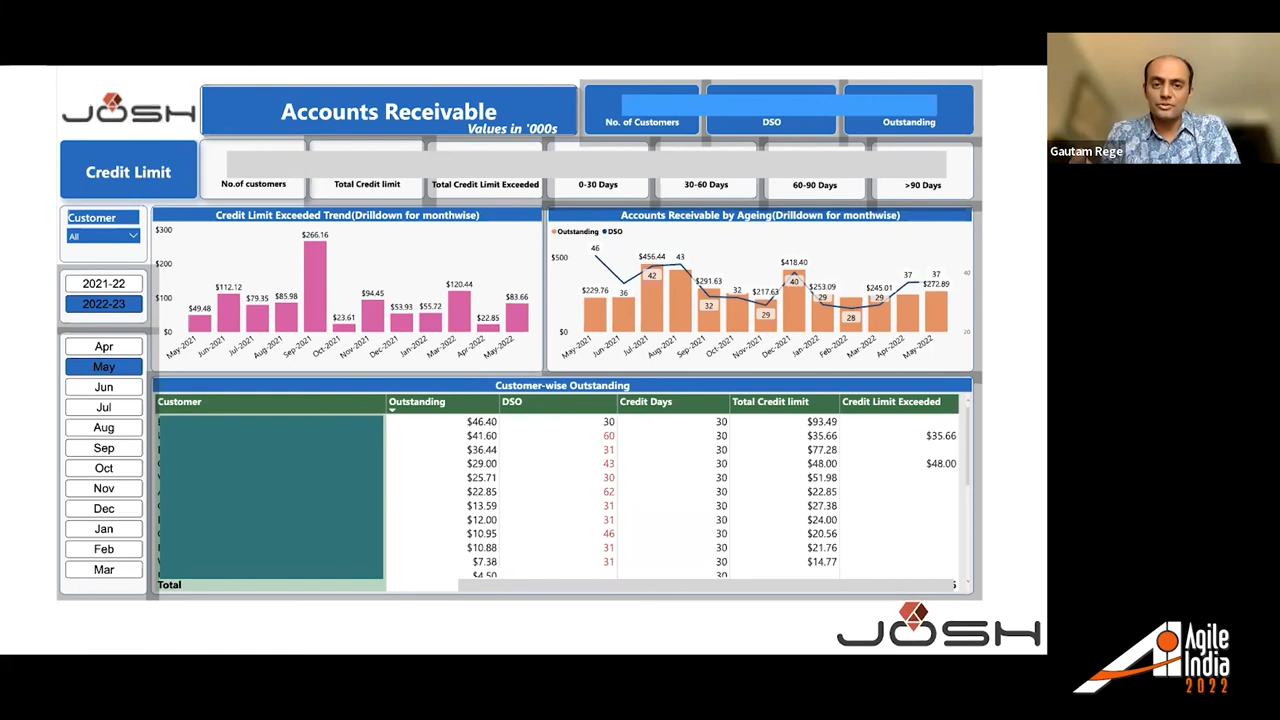 JOSH
Accounts Receivable
Values in '000s
No. of Customers
DSO
Outstanding
Gautam Rege
Credit Limit
No.of customers
Total Credit limit
Total Credit Limit Exceeded
0-30 Days
30-60 Days
60-90 Days
>90 Days
Customer
All
2021-22
2022-23
Apr
May
Jun
Jul
Aug
Sep
Oct
Nov
Dec
Jan
Feb
Mar
Credit Limit Exceeded Trend(Drilldown for monthwise)
$300
$200
$100
$0
$49.48
$112.12
$79.35
$85.98
$266.16
$23.61
$94.45
$53.93
$55.72
$120.44
$22.85
$83.66
May-2021
Jun-2021
Jul-2021
Aug-2021
Sep-2021
Oct-2021
Nov-2021
Dec-2021
Jan-2022
Mar-2022
Apr-2022
May-2022
Accounts Receivable by Ageing(Drilldown for monthwise)
Outstanding DSO
$500
$0
40
20
46
$229.76
36
$456.44
42
43
$291.63
32
32
$217.63
29
$418.40
40
$253.09
29
28
$245.01
29
37
37
$272.89
May-2021
Jun-2021
Jul-2021
Aug-2021
Sep-2021
Oct-2021
Nov-2021
Dec-2021
Jan-2022
Feb-2022
Mar-2022
Apr-2022
May-2022
Customer-wise Outstanding
Customer Outstanding DSO Credit Days Total Credit limit Credit Limit Exceeded
$46.40 30 30 $93.49
$41.60 60 30 $35.66 $35.66
$36.44 31 30 $77.28
$29.00 43 30 $48.00 $48.00
$25.71 30 30 $51.98
$22.85 62 30 $22.85
$13.59 31 30 $27.38
$12.00 31 30 $24.00
$10.95 46 30 $20.56
$10.88 31 30 $21.76
$7.38 31 30 $14.77
$4.50 30
Total
JOSH
Agile
India
2022